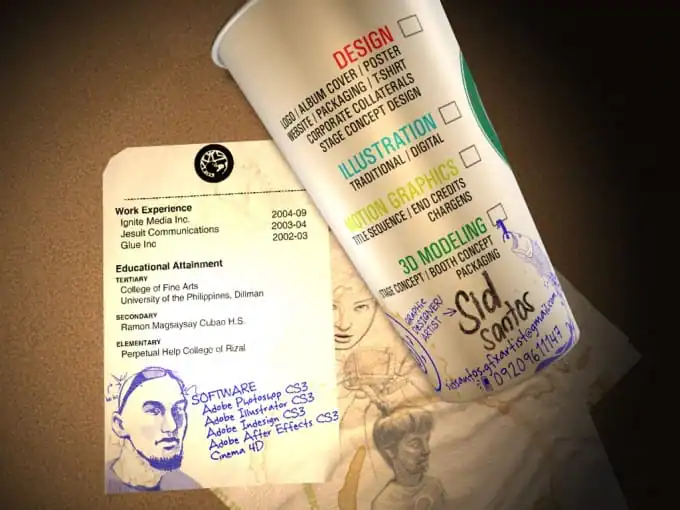 DESIGN
LOGO | ALBUM COVER | POSTER
WEBSITE | PACKAGING | T-SHIRT
CORPORATE COLLATERALS
STAGE CONCEPT DESIGN
ILLUSTRATION
TRADITIONAL | DIGITAL
MOTION GRAPHICS
TITLE SEQUENCE | END CREDITS
CHARGENS
3D MODELING
STAGE CONCEPT | BOOTH CONCEPT
PACKAGING
GRAPHIC
DESIGNER/
ARTIST
Sid
Santos
sidsantos.gfxartist@gmail.com
09209611147
Work Experience
Ignite Media Inc. 2004-09
Jesuit Communications 2003-04
Glue Inc 2002-03
Educational Attainment
TERTIARY
College of Fine Arts
University of the Philippines, Diliman
SECONDARY
Ramon Magsaysay Cubao H.S.
ELEMENTARY
Perpetual Help College of Rizal
SOFTWARE
Adobe Photoshop CS3
Adobe Illustrator CS3
Adobe Indesign CS3
Adobe After Effects CS3
Cinema 4D